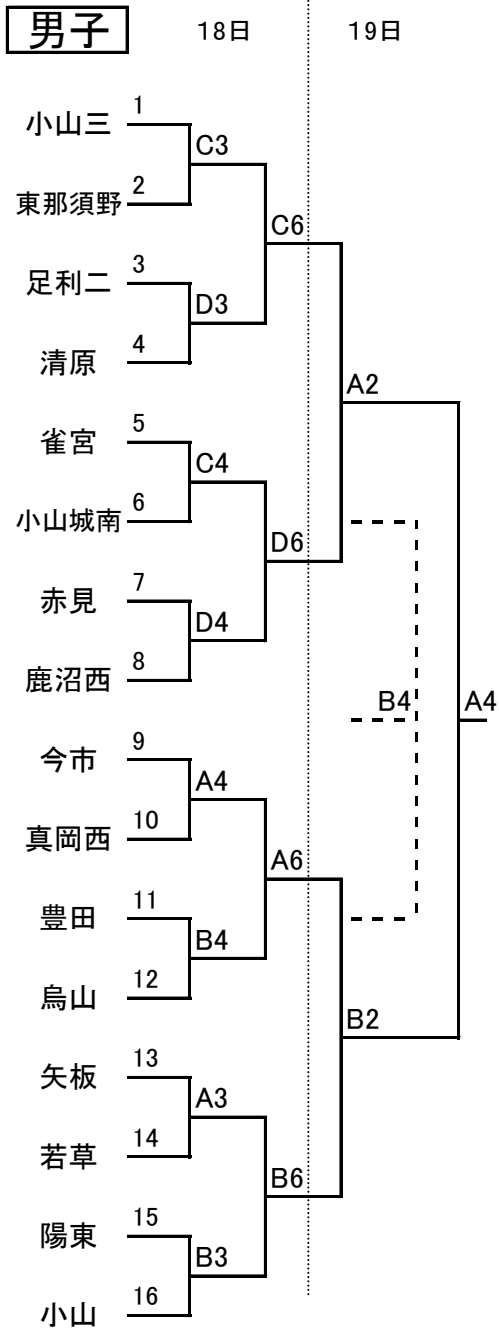 男子
18日
19日
小山三
1
C3
東那須野
2
C6
足利二
3
D3
清原
4
A2
雀宮
5
C4
小山城南
6
D6
赤見
7
D4
鹿沼西
8
B4
A4
今市
9
A4
真岡西
10
A6
豊田
11
B4
烏山
12
B2
矢板
13
A3
若草
14
B6
陽東
15
B3
小山
16